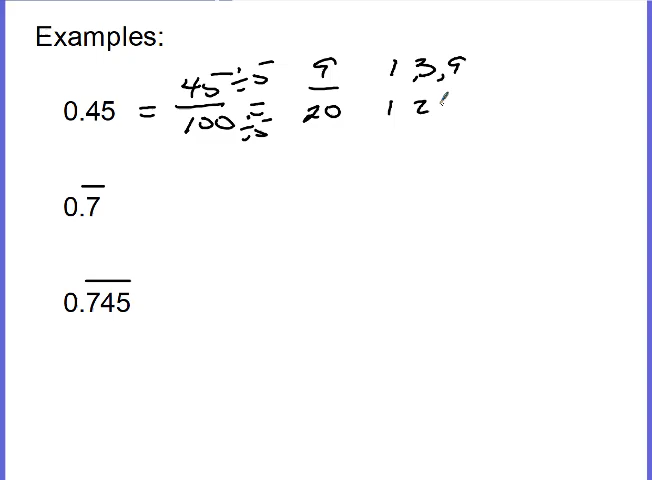 Examples:
0.45 = 45 ÷ 5 / 100 ÷ 5 9/20 1, 3, 9
1 2
0.7̅
0.7̅4̅5̅